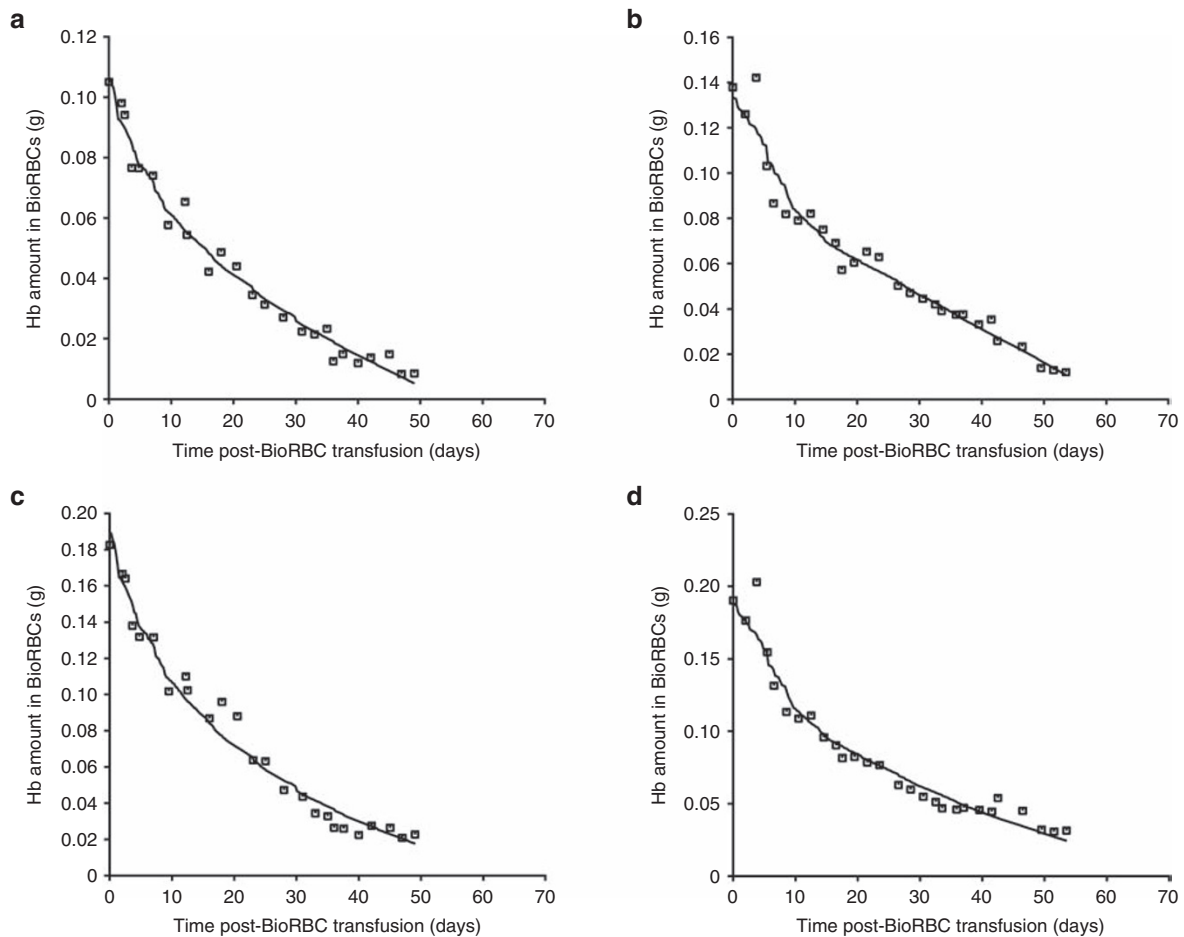 a
0.12
0.10
0.08
0.06
0.04
0.02
0
Hb amount in BioRBCs (g)
0 10 20 30 40 50 60 70
Time post-BioRBC transfusion (days)
b
0.16
0.14
0.12
0.10
0.08
0.06
0.04
0.02
0
Hb amount in BioRBCs (g)
0 10 20 30 40 50 60 70
Time post-BioRBC transfusion (days)
c
0.20
0.18
0.16
0.14
0.12
0.10
0.08
0.06
0.04
0.02
0
Hb amount in BioRBCs (g)
0 10 20 30 40 50 60 70
Time post-BioRBC transfusion (days)
d
0.25
0.20
0.15
0.10
0.05
0
Hb amount in BioRBCs (g)
0 10 20 30 40 50 60 70
Time post-BioRBC transfusion (days)